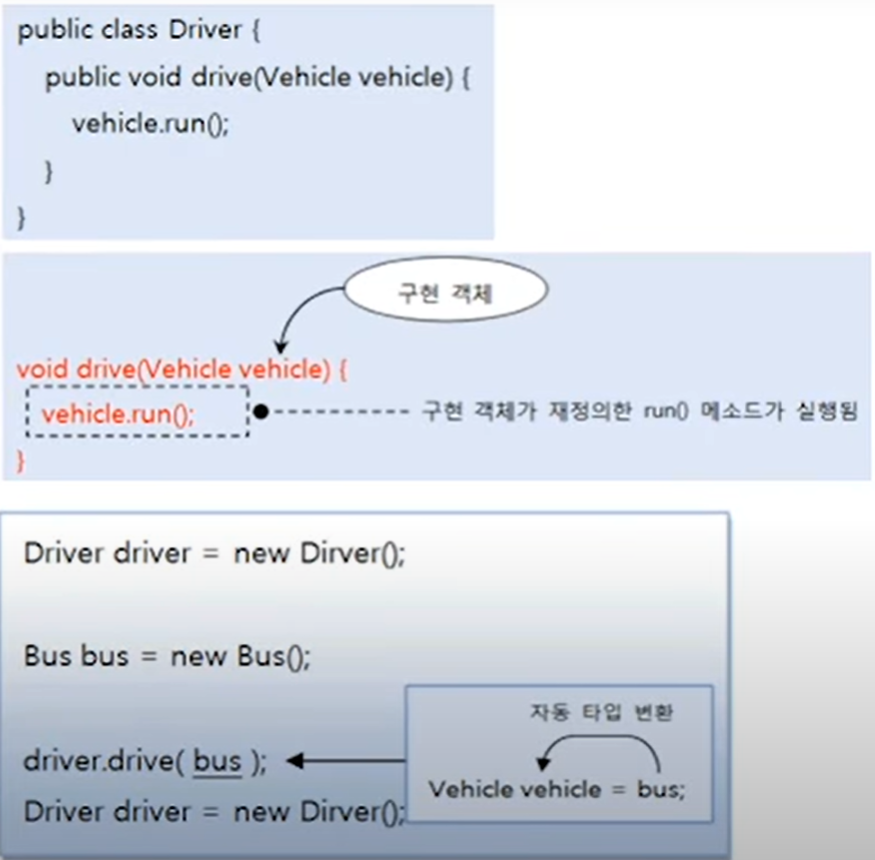 public class Driver {
public void drive(Vehicle vehicle) {
vehicle.run();
}
}
구현 객체
void drive(Vehicle vehicle) {
vehicle.run();
구현 객체가 재정의한 run() 메소드가 실행됨
}
Driver driver = new Dirver();
Bus bus = new Bus();
자동 타입 변환
driver.drive( bus );
Vehicle vehicle = bus;
Driver driver = new Dirver();